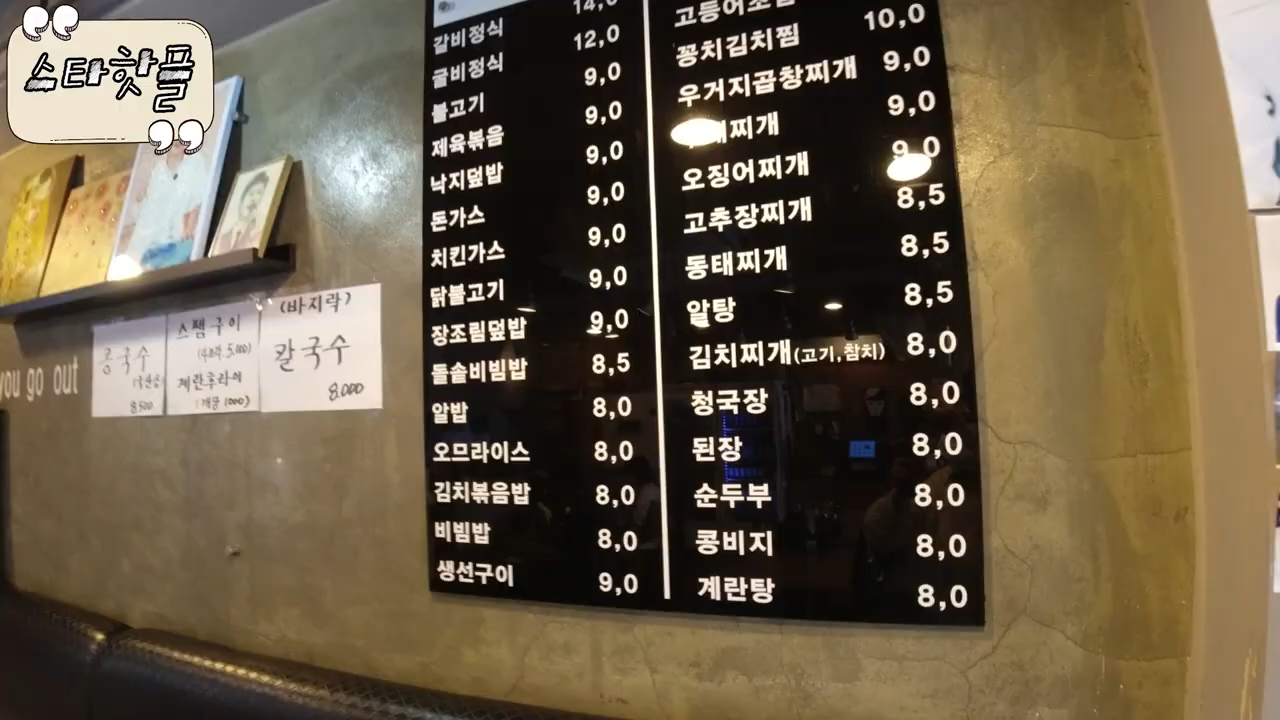 스타핫플
갈비정식 14,0
굴비정식 12,0
불고기 9,0
제육볶음 9,0
낙지덮밥 9,0
돈가스 9,0
치킨가스 9,0
닭불고기 9,0
장조림덮밥 9,0
돌솥비빔밥 8,5
알밥 8,0
오므라이스 8,0
김치볶음밥 8,0
비빔밥 8,0
생선구이 9,0
고등어조림
꽁치김치찜 10,0
우거지곱창찌개 9,0
9,0
오징어찌개 9,0
고추장찌개 8,5
동태찌개 8,5
알탕 8,5
김치찌개(고기,참치) 8,0
청국장 8,0
된장 8,0
순두부 8,0
콩비지 8,0
계란탕 8,0
콩국수
8,500
스펨구이
5,000)
계란후라이
(바지락)
칼국수
8.000
you go out